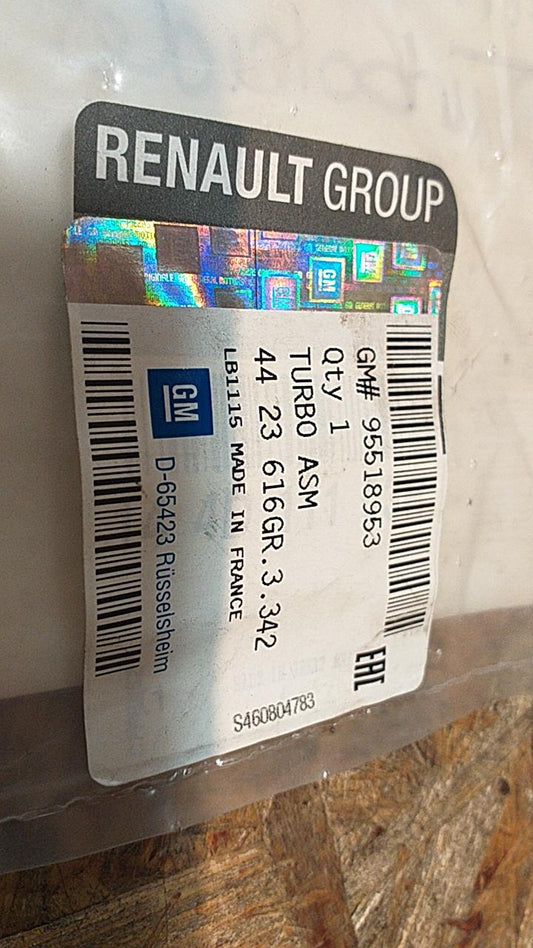 RENAULT GROUP
GM
GM# 95518953
Qty 1
TURBO ASM
44 23 616GR.3.342
LB1115 MADE IN FRANCE
GM
D-65423 Rüsselsheim
EAC
S460804783